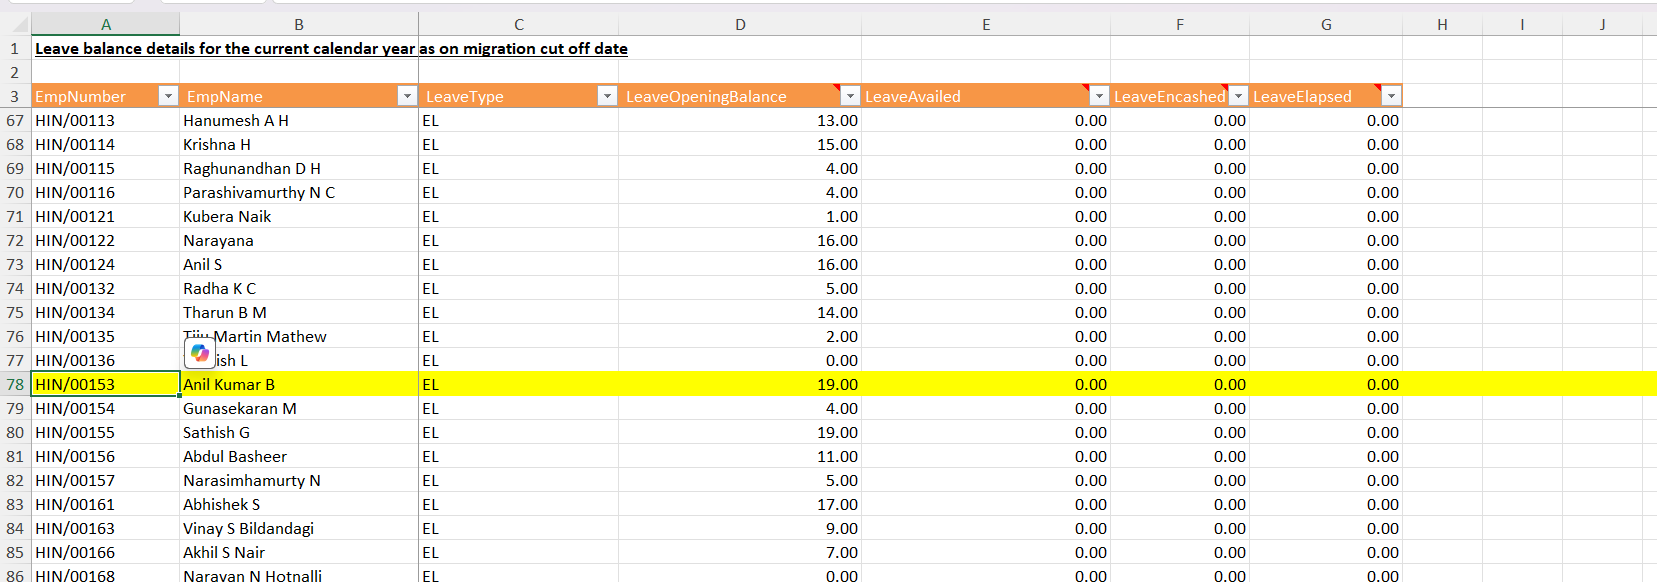 A B C D E F G H I J
1 Leave balance details for the current calendar year as on migration cut off date
2
3 EmpNumber EmpName LeaveType LeaveOpeningBalance LeaveAvailed LeaveEncashed LeaveElapsed
67 HIN/00113 Hanumesh A H EL 13.00 0.00 0.00 0.00
68 HIN/00114 Krishna H EL 15.00 0.00 0.00 0.00
69 HIN/00115 Raghunandhan D H EL 4.00 0.00 0.00 0.00
70 HIN/00116 Parashivamurthy N C EL 4.00 0.00 0.00 0.00
71 HIN/00121 Kubera Naik EL 1.00 0.00 0.00 0.00
72 HIN/00122 Narayana EL 16.00 0.00 0.00 0.00
73 HIN/00124 Anil S EL 16.00 0.00 0.00 0.00
74 HIN/00132 Radha K C EL 5.00 0.00 0.00 0.00
75 HIN/00134 Tharun B M EL 14.00 0.00 0.00 0.00
76 HIN/00135 Tiju Martin Mathew EL 2.00 0.00 0.00 0.00
77 HIN/00136 L EL 0.00 0.00 0.00 0.00
78 HIN/00153 Anil Kumar B EL 19.00 0.00 0.00 0.00
79 HIN/00154 Gunasekaran M EL 4.00 0.00 0.00 0.00
80 HIN/00155 Sathish G EL 19.00 0.00 0.00 0.00
81 HIN/00156 Abdul Basheer EL 11.00 0.00 0.00 0.00
82 HIN/00157 Narasimhamurty N EL 5.00 0.00 0.00 0.00
83 HIN/00161 Abhishek S EL 17.00 0.00 0.00 0.00
84 HIN/00163 Vinay S Bildandagi EL 9.00 0.00 0.00 0.00
85 HIN/00166 Akhil S Nair EL 7.00 0.00 0.00 0.00
86 HIN/00168 Narayan N Hotnalli EL 0.00 0.00 0.00 0.00